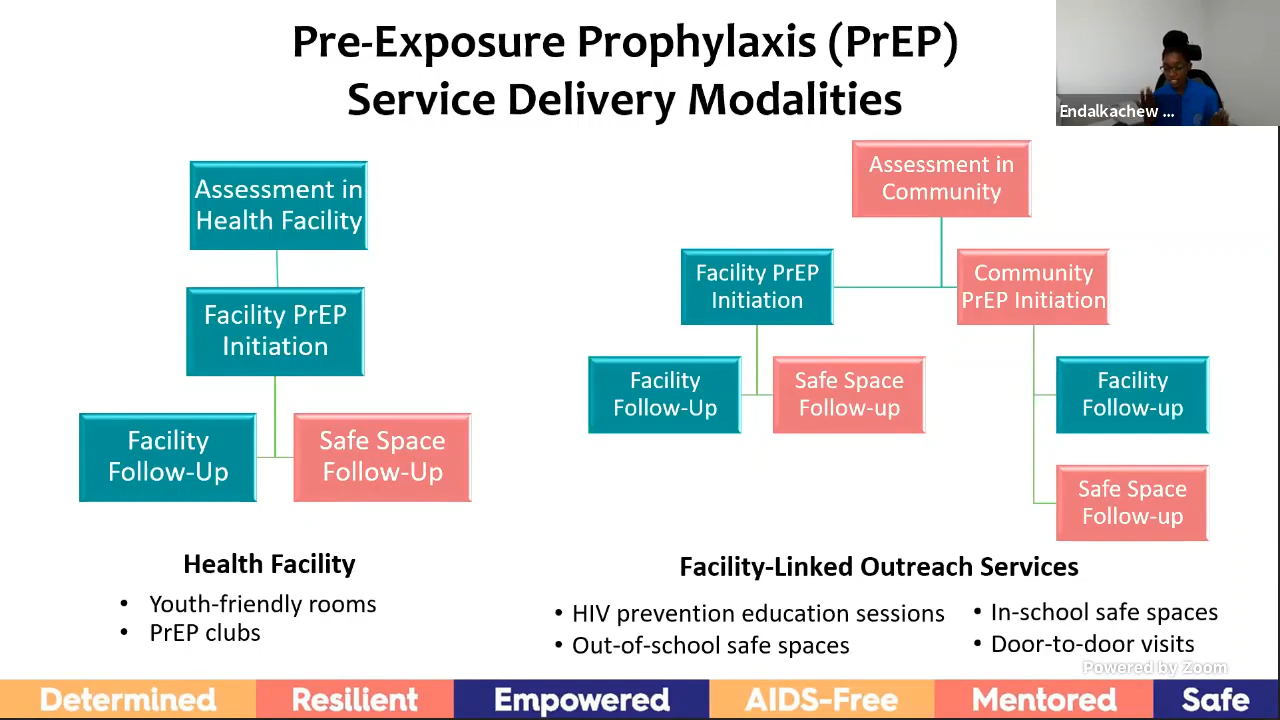 Pre-Exposure Prophylaxis (PrEP)
Service Delivery Modalities
Endalkachew ...
Assessment in
Health Facility
Facility PrEP
Initiation
Facility
Follow-Up
Safe Space
Follow-Up
Assessment in
Community
Facility PrEP
Initiation
Community
PrEP Initiation
Facility
Follow-Up
Safe Space
Follow-up
Facility
Follow-up
Safe Space
Follow-up
Health Facility
• Youth-friendly rooms
• PrEP clubs
Facility-Linked Outreach Services
• HIV prevention education sessions
• Out-of-school safe spaces
• In-school safe spaces
• Door-to-door visits
Powered by Zoom
Determined Resilient Empowered AIDS-Free Mentored Safe